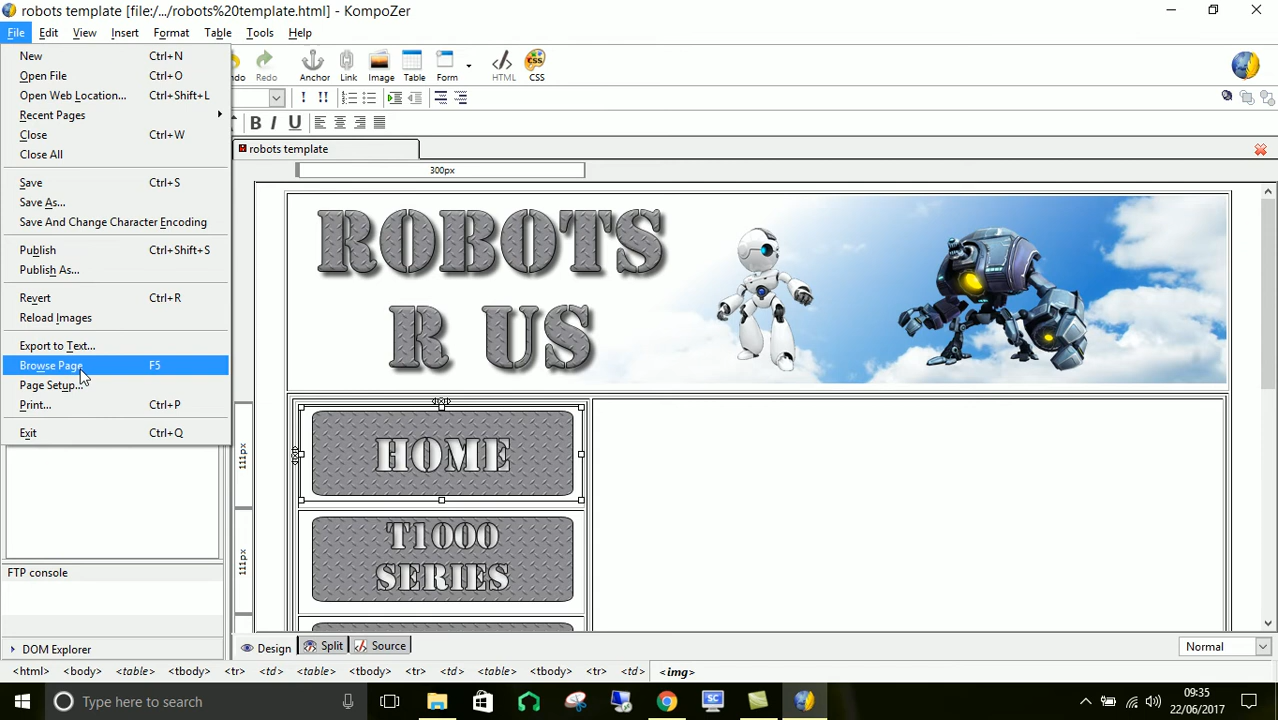 robots template [file:/.../robots%20template.html] - KompoZer
File Edit View Insert Format Table Tools Help
New Ctrl+N
Open File Ctrl+O
Open Web Location... Ctrl+Shift+L
Recent Pages
Close Ctrl+W
Close All
Save Ctrl+S
Save As...
Save And Change Character Encoding
Publish Ctrl+Shift+S
Publish As...
Revert Ctrl+R
Reload Images
Export to Text...
Browse Page F5
Page Setup...
Print... Ctrl+P
Exit Ctrl+Q
Redo Anchor Link Image Table Form HTML CSS
B I U
robots template
300px
ROBOTS
R US
111px
HOME
111px
T1000
SERIES
FTP console
DOM Explorer
Design Split Source
Normal
<html> <body> <table> <tbody> <tr> <td> <table> <tbody> <tr> <td> <table> <tbody> <tr> <td> <img>
Type here to search
09:35
22/06/2017